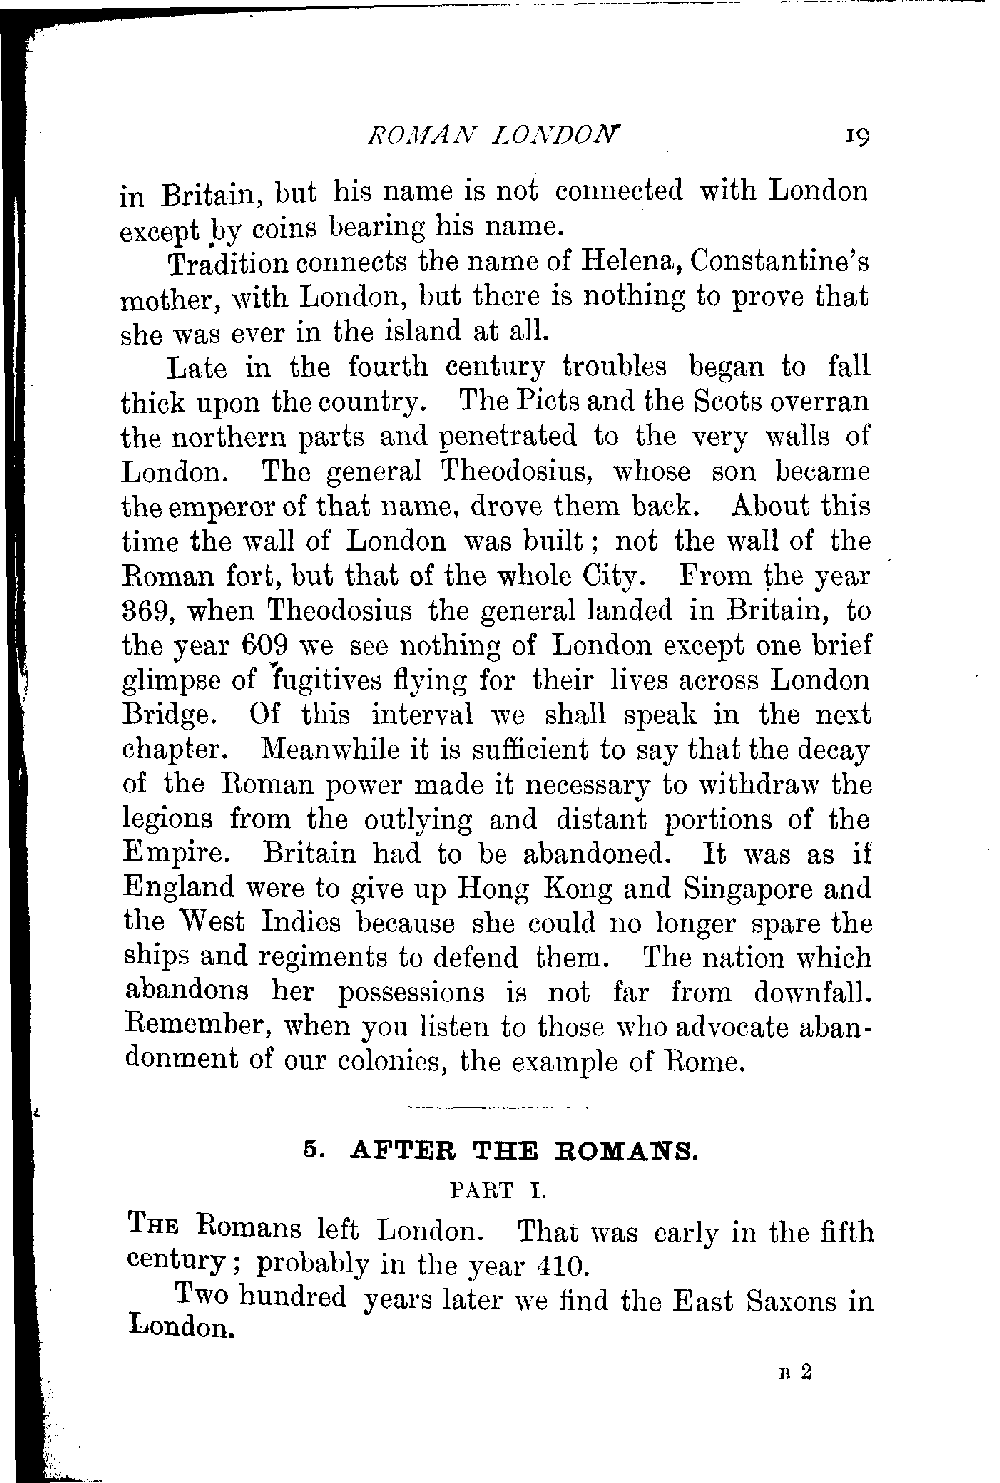 ROMAN LONDON 19
in Britain, but his name is not connected with London
except by coins bearing his name.
Tradition connects the name of Helena, Constantine's
mother, with London, but there is nothing to prove that
she was ever in the island at all.
Late in the fourth century troubles began to fall
thick upon the country. The Picts and the Scots overran
the northern parts and penetrated to the very walls of
London. The general Theodosius, whose son became
the emperor of that name, drove them back. About this
time the wall of London was built; not the wall of the
Roman fort, but that of the whole City. From the year
369, when Theodosius the general landed in Britain, to
the year 609 we see nothing of London except one brief
glimpse of fugitives flying for their lives across London
Bridge. Of this interval we shall speak in the next
chapter. Meanwhile it is sufficient to say that the decay
of the Roman power made it necessary to withdraw the
legions from the outlying and distant portions of the
Empire. Britain had to be abandoned. It was as if
England were to give up Hong Kong and Singapore and
the West Indies because she could no longer spare the
ships and regiments to defend them. The nation which
abandons her possessions is not far from downfall.
Remember, when you listen to those who advocate aban-
donment of our colonies, the example of Rome.
5. AFTER THE ROMANS.
PART I.
THE Romans left London. That was early in the fifth
century; probably in the year 410.
Two hundred years later we find the East Saxons in
London.
B 2